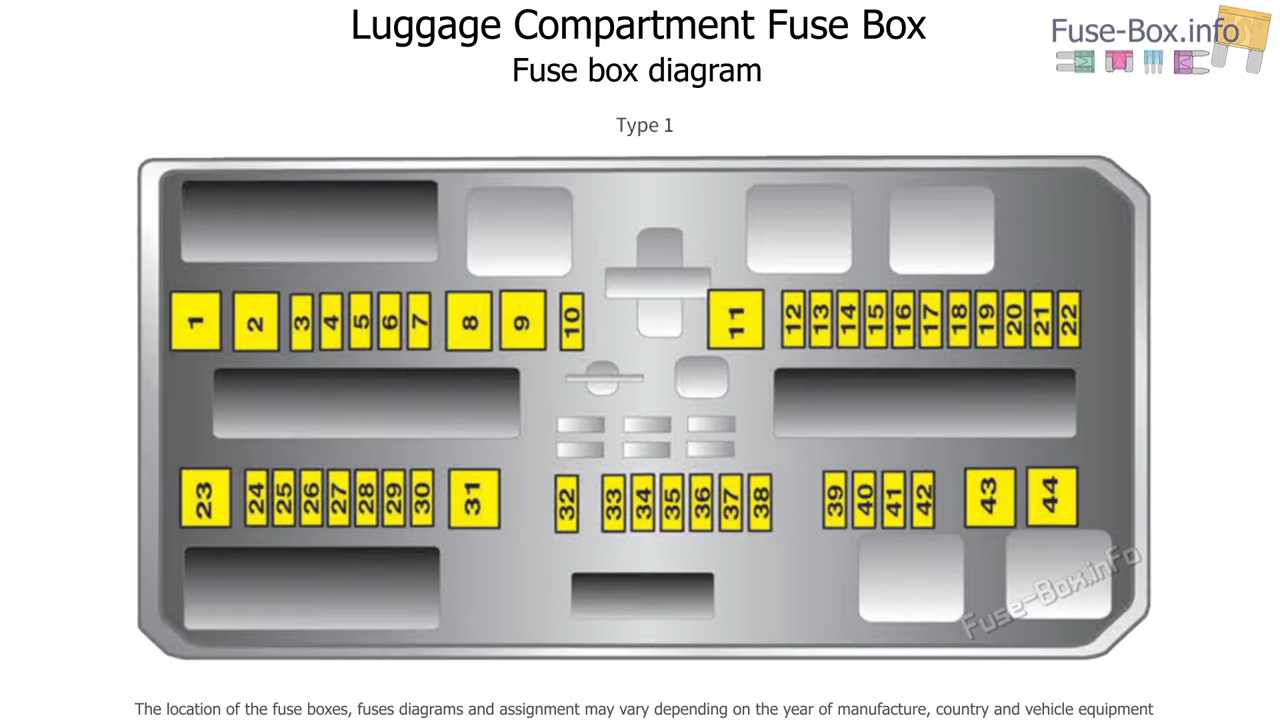 Luggage Compartment Fuse Box
Fuse-Box.info
Fuse box diagram
Type 1
1 2 3 4 5 6 7 8 9 10 11 12 13 14 15 16 17 18 19 20 21 22
23 24 25 26 27 28 29 30 31 32 33 34 35 36 37 38 39 40 41 42 43 44
Fuse-Box.info
The location of the fuse boxes, fuses diagrams and assignment may vary depending on the year of manufacture, country and vehicle equipment